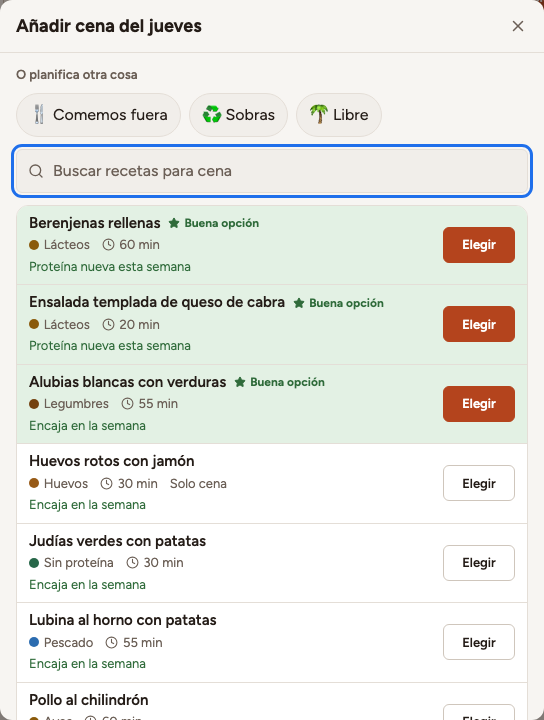 Añadir cena del jueves
O planifica otra cosa
Comemos fuera
Sobras
Libre
Buscar recetas para cena
Berenjenas rellenas Buena opción
Lácteos 60 min
Elegir
Proteína nueva esta semana
Ensalada templada de queso de cabra Buena opción
Lácteos 20 min
Elegir
Proteína nueva esta semana
Alubias blancas con verduras Buena opción
Legumbres 55 min
Elegir
Encaja en la semana
Huevos rotos con jamón
Huevos 30 min Solo cena
Elegir
Encaja en la semana
Judías verdes con patatas
Sin proteína 30 min
Elegir
Encaja en la semana
Lubina al horno con patatas
Pescado 55 min
Elegir
Encaja en la semana
Pollo al chilindrón
Aves 60 min
Elegir